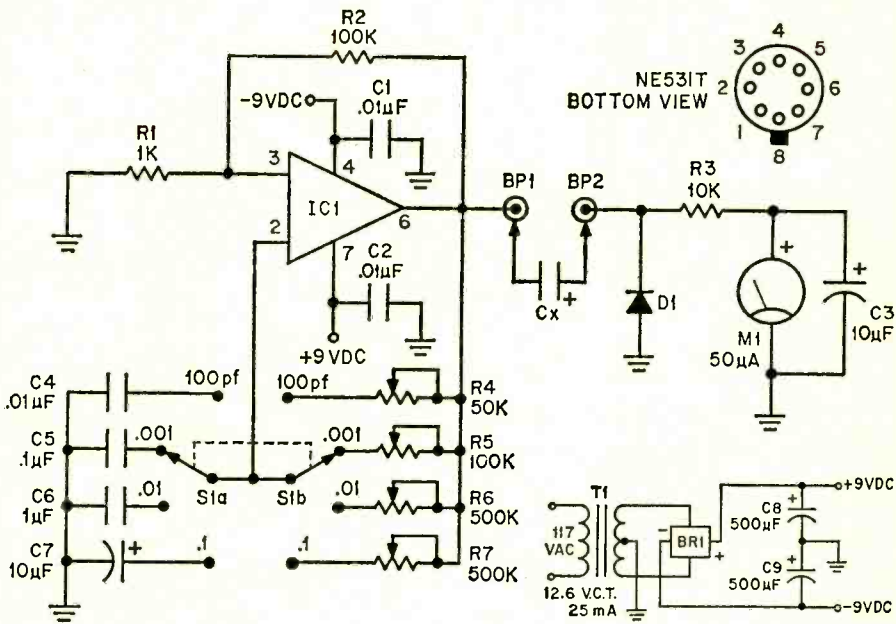 R2
100K
NE531T
BOTTOM VIEW
1
2
3
4
5
6
7
8
-9VDC
C1
.01µF
R1
1K
3
4
IC1
6
2
7
C2
.01µF
+9VDC
BP1
BP2
Cx
+
R3
10K
D1
+
M1
50µA
+
C3
10µF
C4
.01µF
100pf
100pf
R4
50K
C5
.1µF
.001
.001
R5
100K
S1a
S1b
C6
1µF
.01
.01
R6
500K
C7
10µF
+
.1
.1
R7
500K
T1
117
VAC
12.6 V.C.T.
25 mA
-
BR1
+
+9VDC
+
C8
500µF
+
C9
500µF
-9VDC